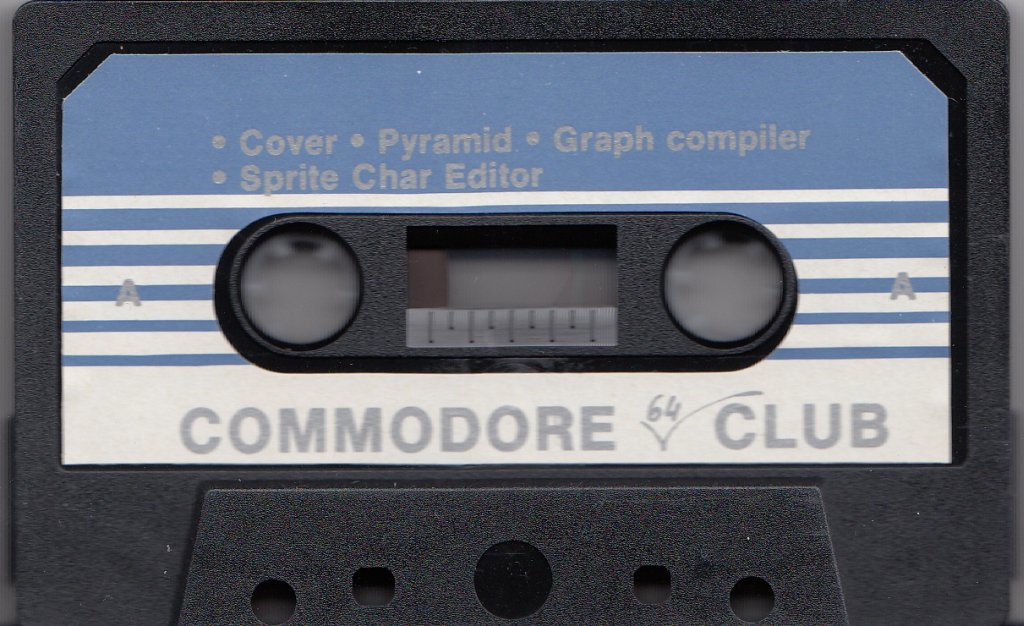 • Cover • Pyramid • Graph compiler
• Sprite Char Editor
A A
COMMODORE 64 CLUB